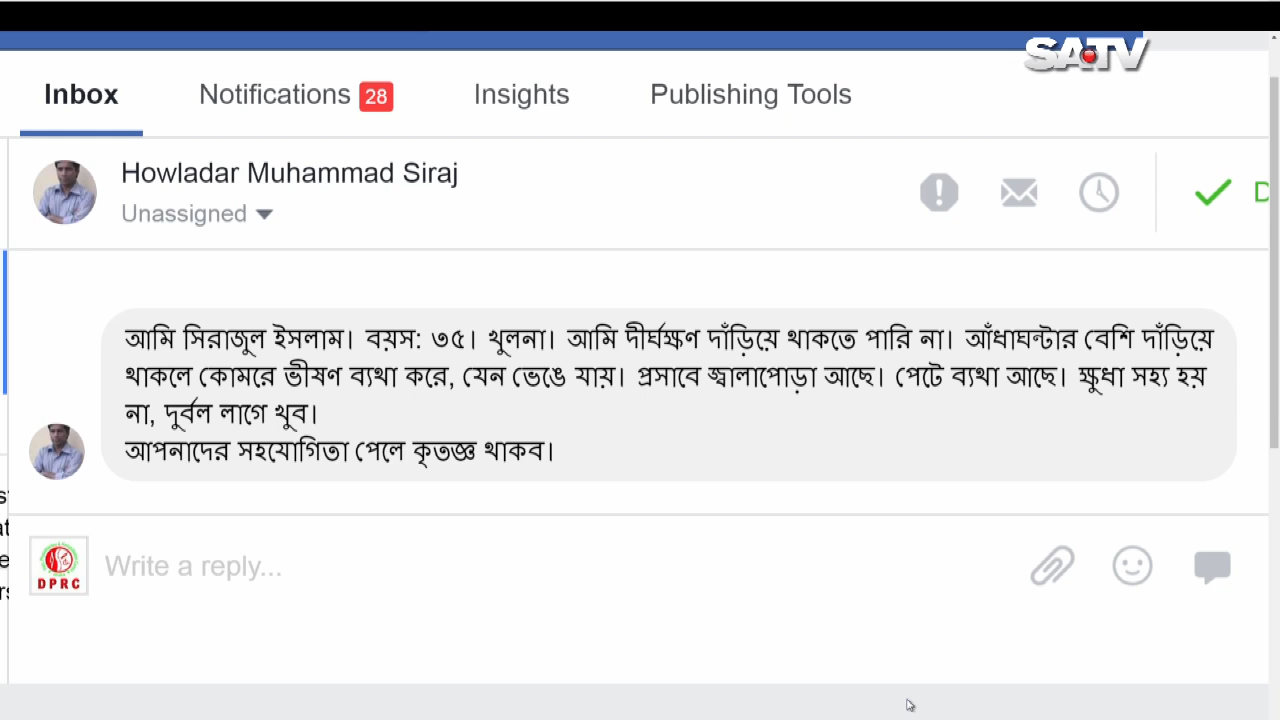 SATV
Inbox
Notifications 28
Insights
Publishing Tools
Howladar Muhammad Siraj
Unassigned
আমি সিরাজুল ইসলাম। বয়স: ৩৫। খুলনা। আমি দীর্ঘক্ষণ দাঁড়িয়ে থাকতে পারি না। আঁধাঘন্টার বেশি দাঁড়িয়ে
থাকলে কোমরে ভীষণ ব্যথা করে, যেন ভেঙে যায়। প্রসাবে জ্বালাপোড়া আছে। পেটে ব্যথা আছে। ক্ষুধা সহ্য হয়
না, দুর্বল লাগে খুব।
আপনাদের সহযোগিতা পেলে কৃতজ্ঞ থাকব।
DPRC
Write a reply...